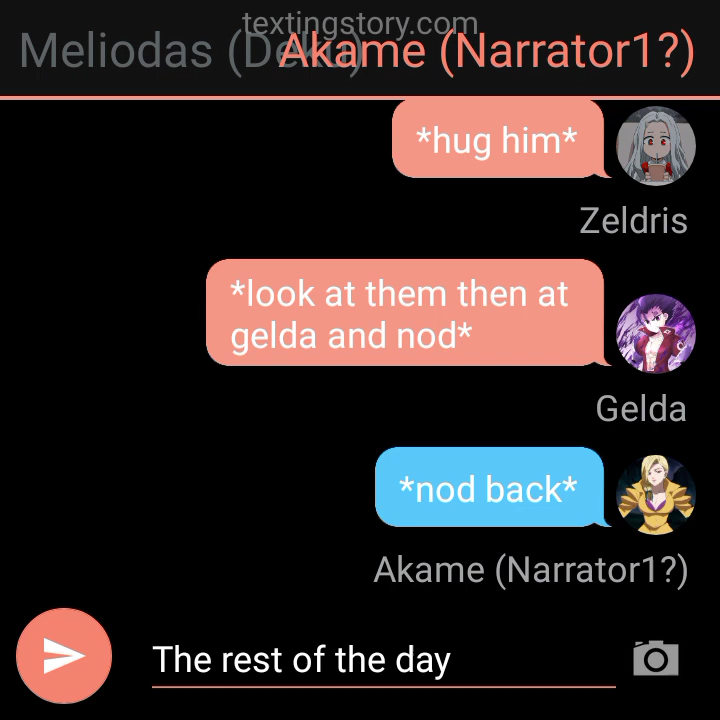 textingstory.com
Meliodas (Deku)
Akame (Narrator1?)
*hug him*
Zeldris
*look at them then at
gelda and nod*
Gelda
*nod back*
Akame (Narrator1?)
The rest of the day